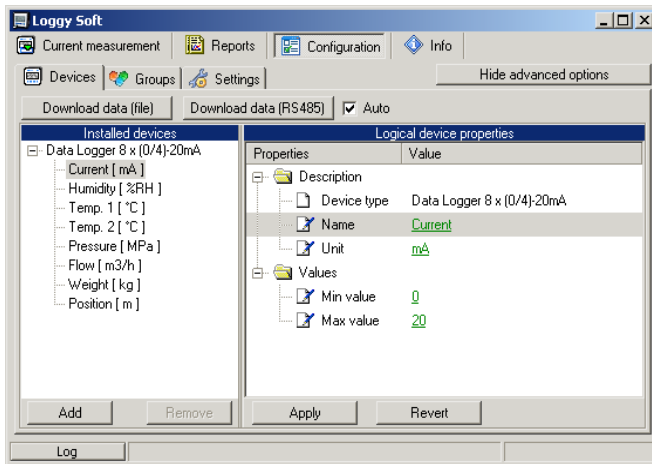 Loggy Soft
Current measurement Reports Configuration Info
Devices Groups Settings Hide advanced options
Download data (file) Download data (RS485) Auto
Installed devices Logical device properties
Data Logger 8 x (0/4)-20mA Properties Value
Current [ mA ] Description
Humidity [ %RH ] Device type Data Logger 8 x (0/4)-20mA
Temp. 1 [ °C ] Name Current
Temp. 2 [ °C ] Unit mA
Pressure [ MPa ] Values
Flow [ m3/h ] Min value 0
Weight [ kg ] Max value 20
Position [ m ]
Add Remove Apply Revert
Log